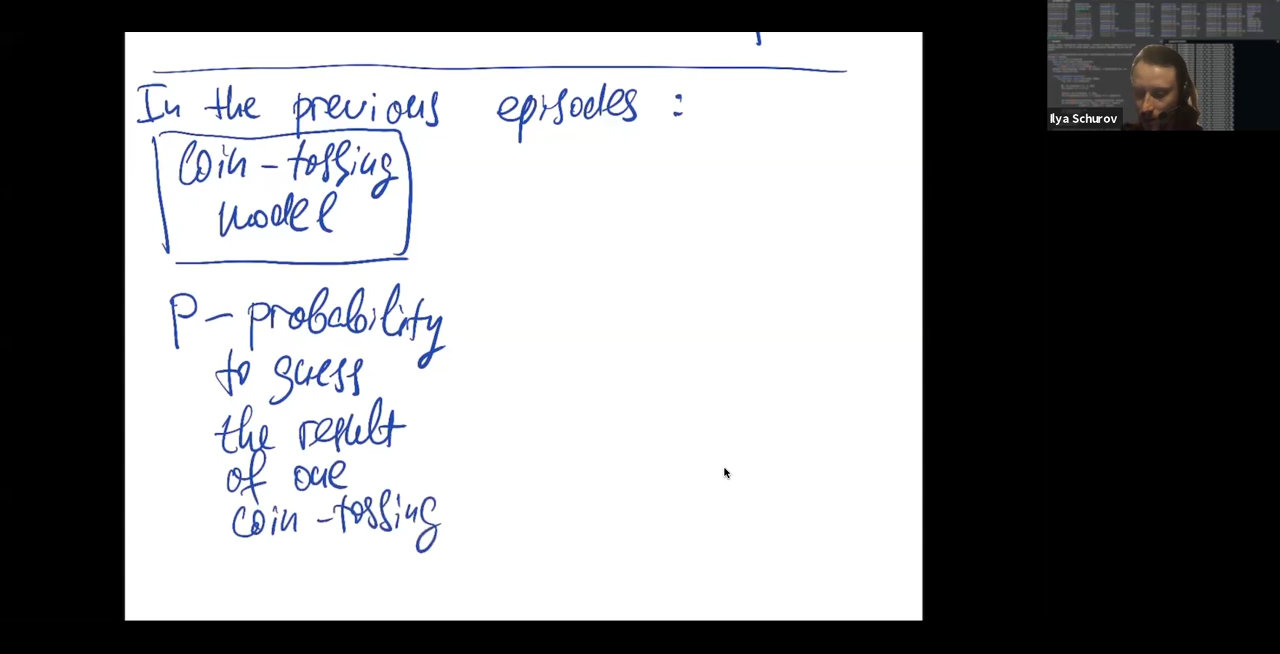 In the previous episodes :
Coin-tossing
model
P - probability
to guess
the result
of one
coin-tossing
Ilya Schurov